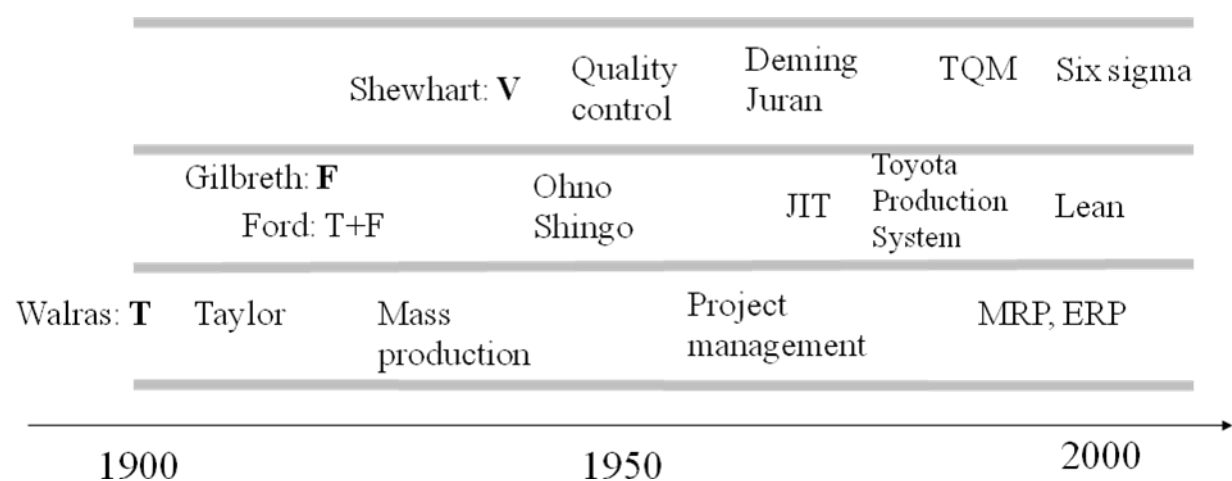 Shewhart: V
Quality
control
Deming
Juran
TQM
Six sigma
Gilbreth: F
Ford: T+F
Ohno
Shingo
JIT
Toyota
Production
System
Lean
Walras: T
Taylor
Mass
production
Project
management
MRP, ERP
1900
1950
2000